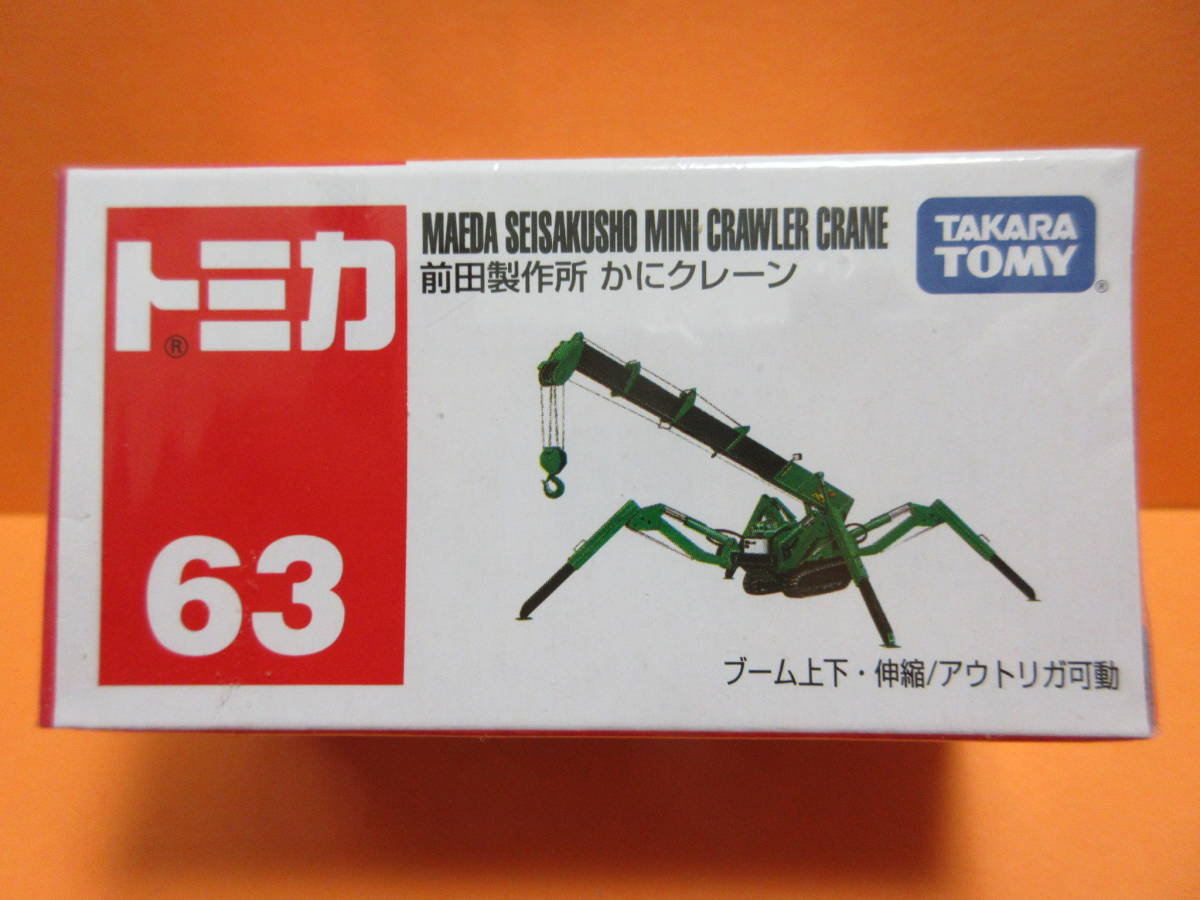 トミカ
®
63
MAEDA SEISAKUSHO MINI CRAWLER CRANE
前田製作所 かにクレーン
TAKARA
TOMY
®
ブーム上下・伸縮/アウトリガ可動